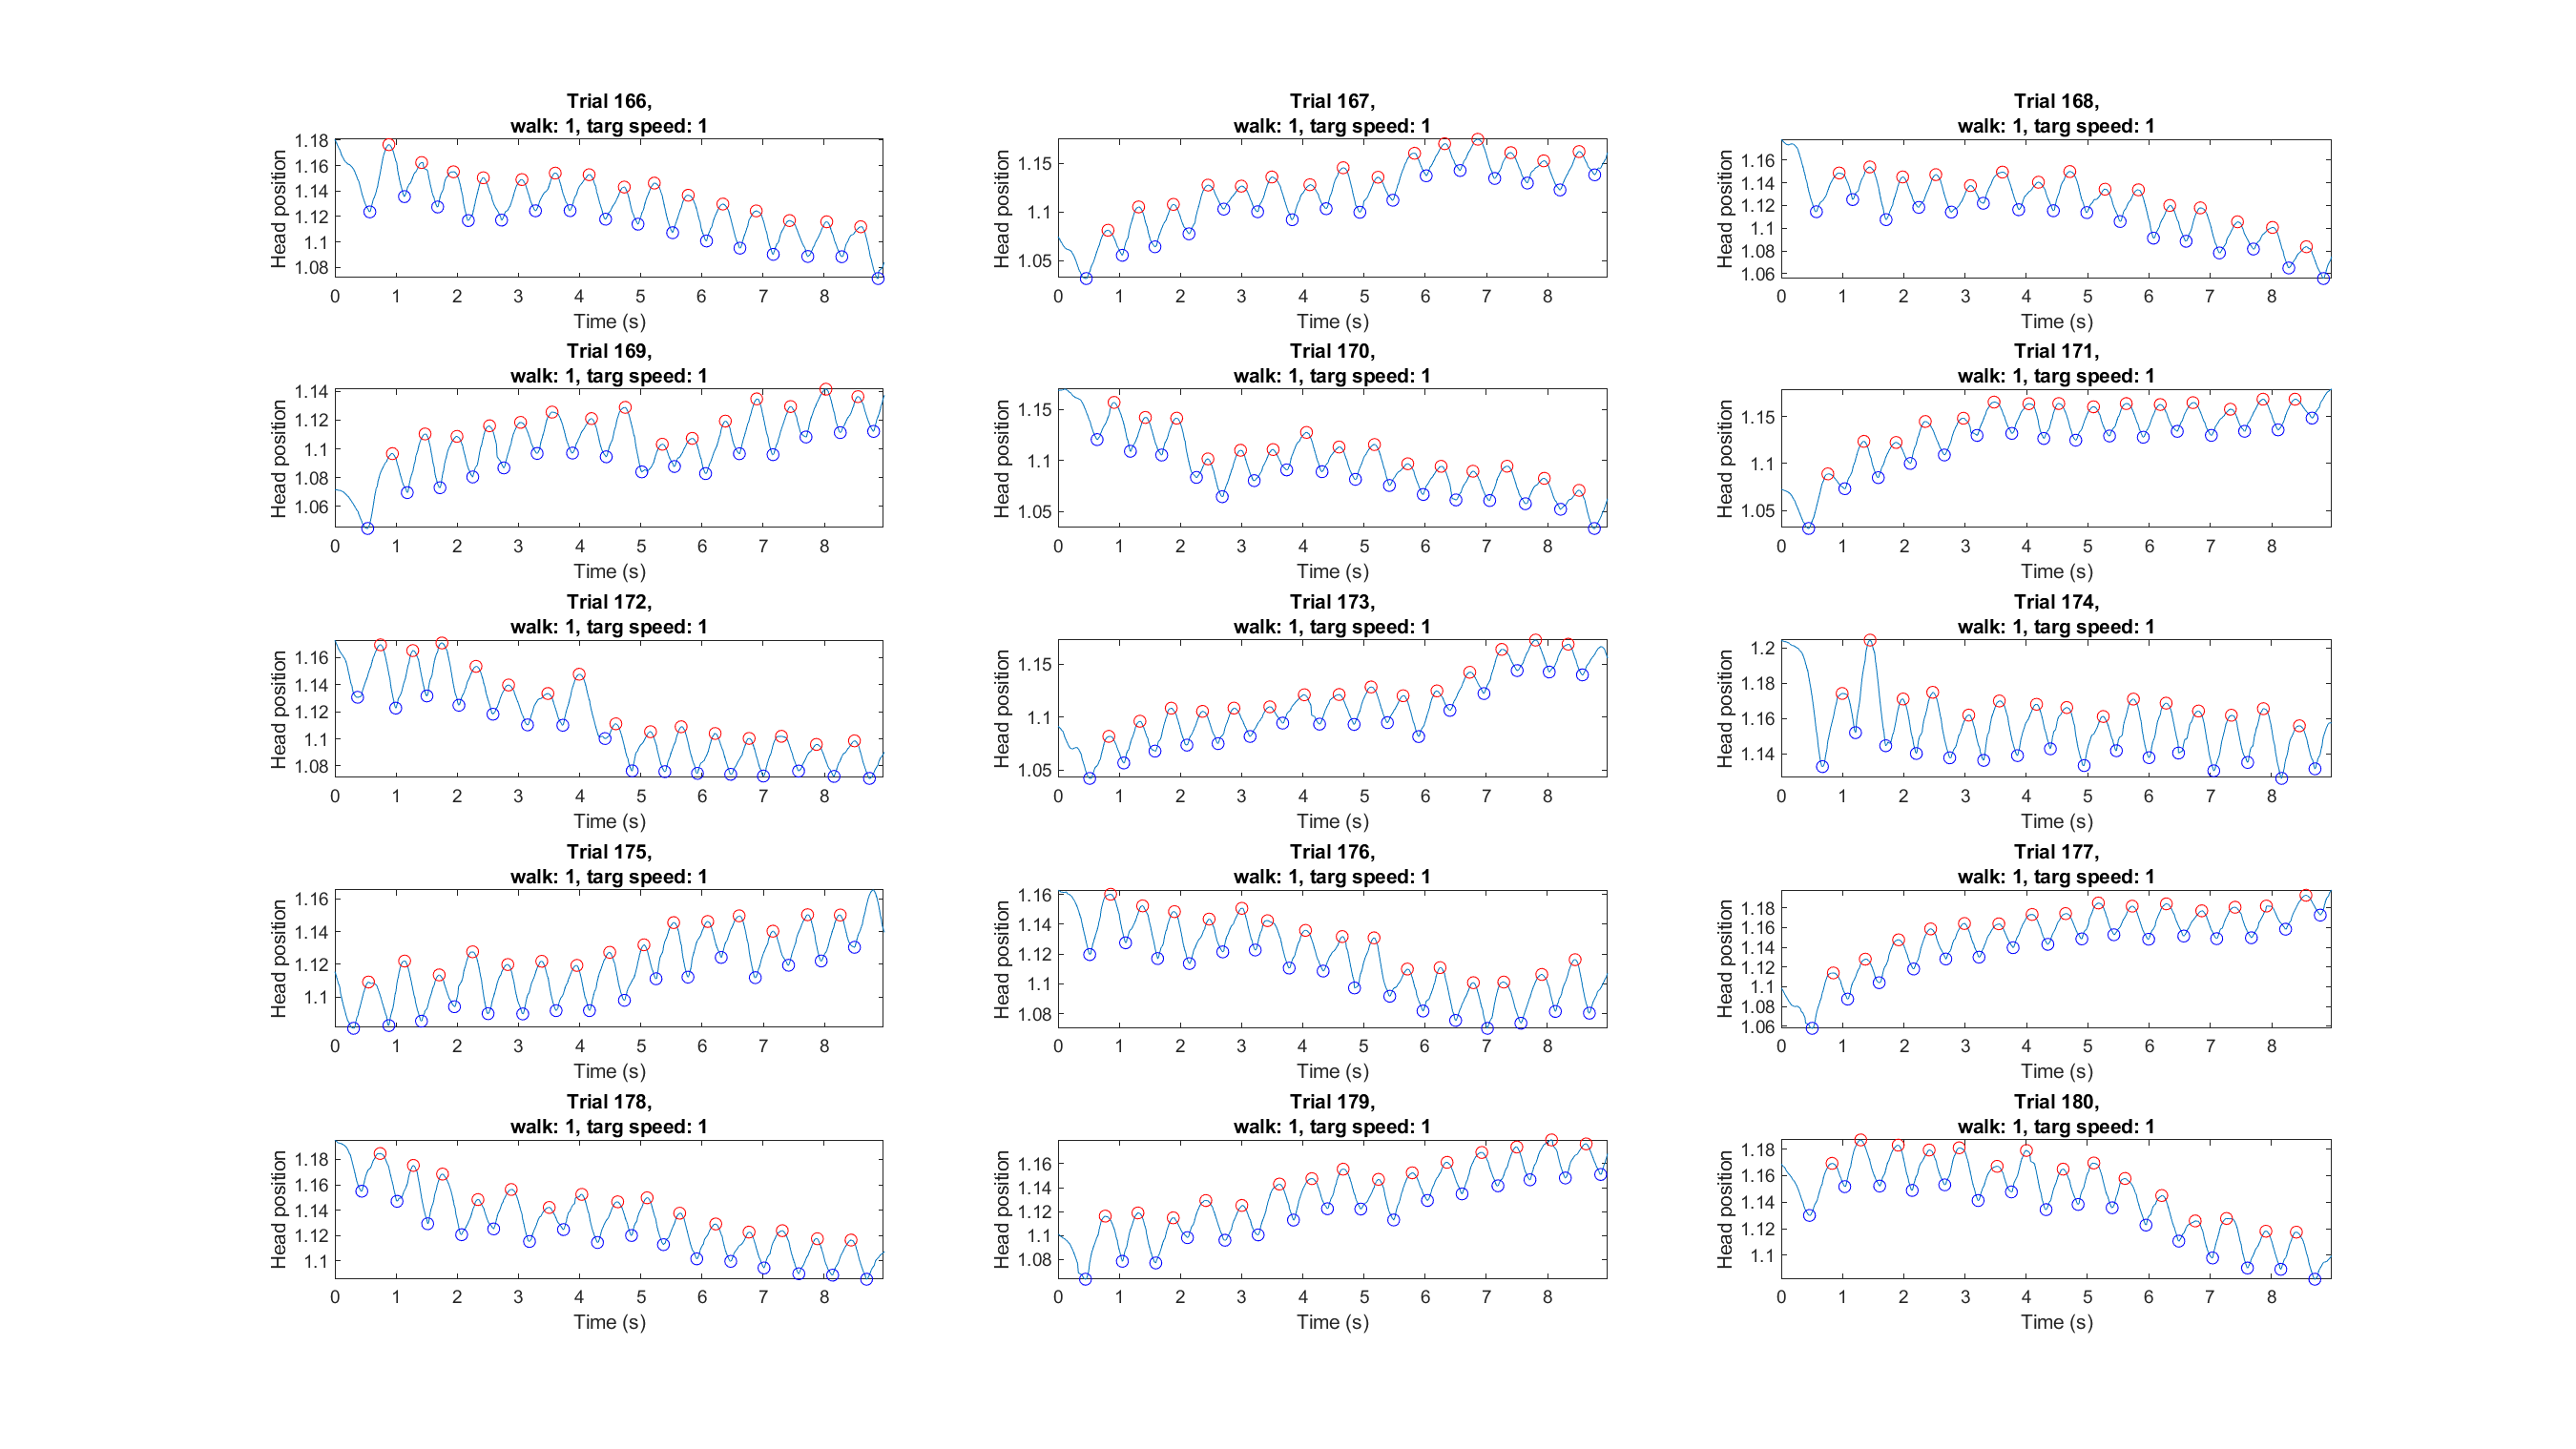 Trial 166,
walk: 1, targ speed: 1
1.18
1.16
1.14
1.12
1.1
1.08
Head position
0 1 2 3 4 5 6 7 8
Time (s)
Trial 167,
walk: 1, targ speed: 1
1.15
1.1
1.05
Head position
0 1 2 3 4 5 6 7 8
Time (s)
Trial 168,
walk: 1, targ speed: 1
1.16
1.14
1.12
1.1
1.08
1.06
Head position
0 1 2 3 4 5 6 7 8
Time (s)
Trial 169,
walk: 1, targ speed: 1
1.14
1.12
1.1
1.08
1.06
Head position
0 1 2 3 4 5 6 7 8
Time (s)
Trial 170,
walk: 1, targ speed: 1
1.15
1.1
1.05
Head position
0 1 2 3 4 5 6 7 8
Time (s)
Trial 171,
walk: 1, targ speed: 1
1.15
1.1
1.05
Head position
0 1 2 3 4 5 6 7 8
Time (s)
Trial 172,
walk: 1, targ speed: 1
1.16
1.14
1.12
1.1
1.08
Head position
0 1 2 3 4 5 6 7 8
Time (s)
Trial 173,
walk: 1, targ speed: 1
1.15
1.1
1.05
Head position
0 1 2 3 4 5 6 7 8
Time (s)
Trial 174,
walk: 1, targ speed: 1
1.2
1.18
1.16
1.14
Head position
0 1 2 3 4 5 6 7 8
Time (s)
Trial 175,
walk: 1, targ speed: 1
1.16
1.14
1.12
1.1
Head position
0 1 2 3 4 5 6 7 8
Time (s)
Trial 176,
walk: 1, targ speed: 1
1.16
1.14
1.12
1.1
1.08
Head position
0 1 2 3 4 5 6 7 8
Time (s)
Trial 177,
walk: 1, targ speed: 1
1.18
1.16
1.14
1.12
1.1
1.08
1.06
Head position
0 1 2 3 4 5 6 7 8
Time (s)
Trial 178,
walk: 1, targ speed: 1
1.18
1.16
1.14
1.12
1.1
Head position
0 1 2 3 4 5 6 7 8
Time (s)
Trial 179,
walk: 1, targ speed: 1
1.16
1.14
1.12
1.1
1.08
Head position
0 1 2 3 4 5 6 7 8
Time (s)
Trial 180,
walk: 1, targ speed: 1
1.18
1.16
1.14
1.12
1.1
Head position
0 1 2 3 4 5 6 7 8
Time (s)